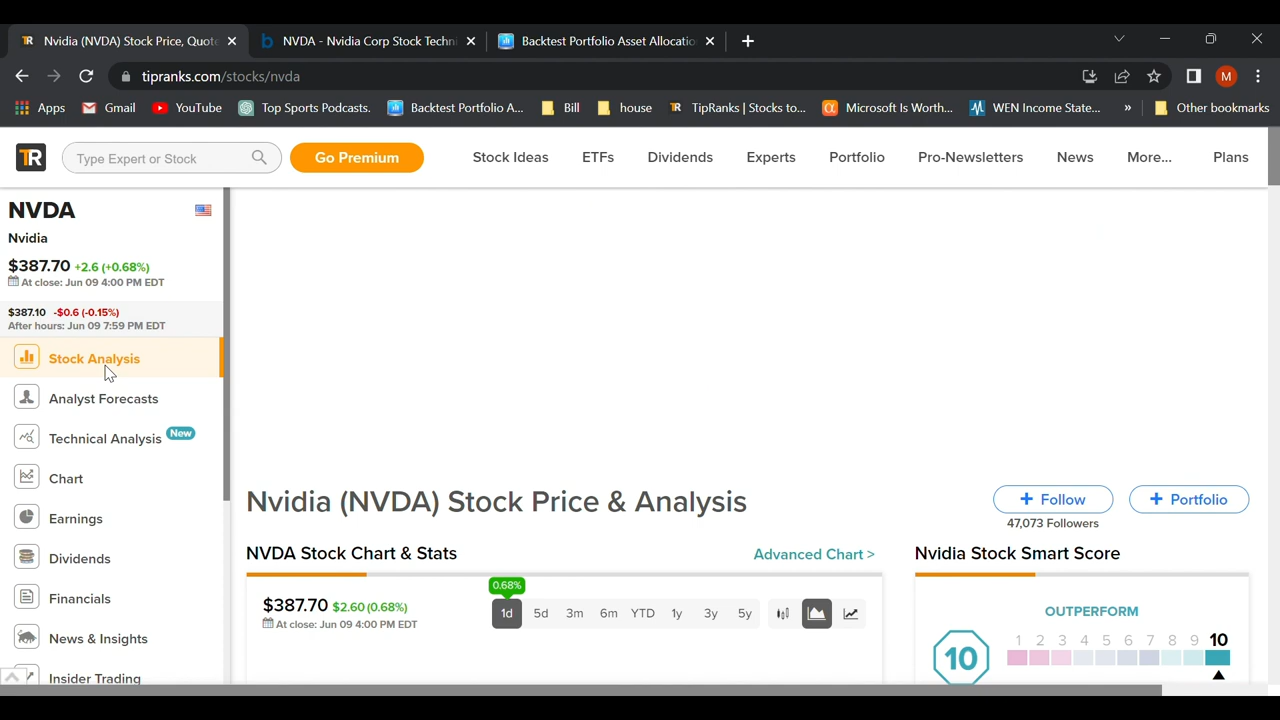 Nvidia (NVDA) Stock Price, Quote
NVDA - Nvidia Corp Stock Techni
Backtest Portfolio Asset Allocatio
tipranks.com/stocks/nvda
M
Apps
Gmail
YouTube
Top Sports Podcasts.
Backtest Portfolio A...
Bill
house
TipRanks | Stocks to...
Microsoft Is Worth...
WEN Income State...
»
Other bookmarks
TR
Type Expert or Stock
Go Premium
Stock Ideas
ETFs
Dividends
Experts
Portfolio
Pro-Newsletters
News
More...
Plans
NVDA
Nvidia
$387.70 +2.6 (+0.68%)
At close: Jun 09 4:00 PM EDT
$387.10 -$0.6 (-0.15%)
After hours: Jun 09 7:59 PM EDT
Stock Analysis
Analyst Forecasts
Technical Analysis New
Chart
Earnings
Dividends
Financials
News & Insights
Insider Trading
Nvidia (NVDA) Stock Price & Analysis
+ Follow
+ Portfolio
47,073 Followers
NVDA Stock Chart & Stats
Advanced Chart >
$387.70 $2.60 (0.68%)
At close: Jun 09 4:00 PM EDT
0.68%
1d 5d 3m 6m YTD 1y 3y 5y
Nvidia Stock Smart Score
OUTPERFORM
10
1 2 3 4 5 6 7 8 9 10